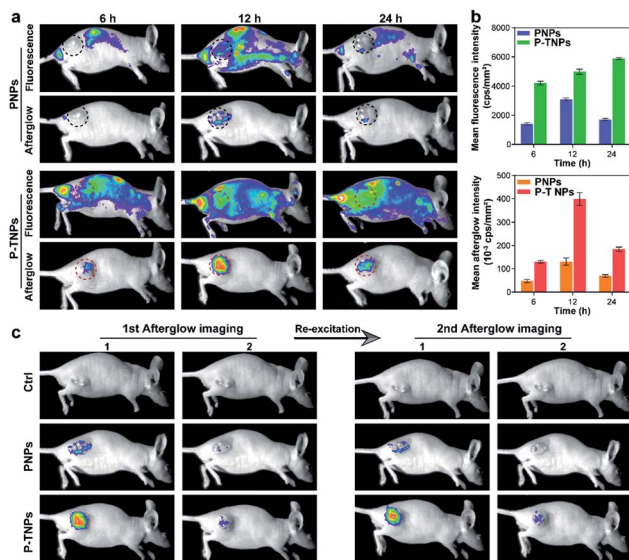 a
6 h
12 h
24 h
PNPs
Fluorescence
Afterglow
P-TNPs
Fluorescence
Afterglow
b
PNPs
P-TNPs
Mean fluorescence intensity
(cps/mm²)
8000
6000
4000
2000
0
6
12
24
Time (h)
PNPs
P-T NPs
Mean afterglow intensity
(10⁻³ cps/mm²)
500
400
300
200
100
0
6
12
24
Time (h)
c
1st Afterglow imaging
Re-excitation
2nd Afterglow imaging
1
2
1
2
Ctrl
PNPs
P-TNPs